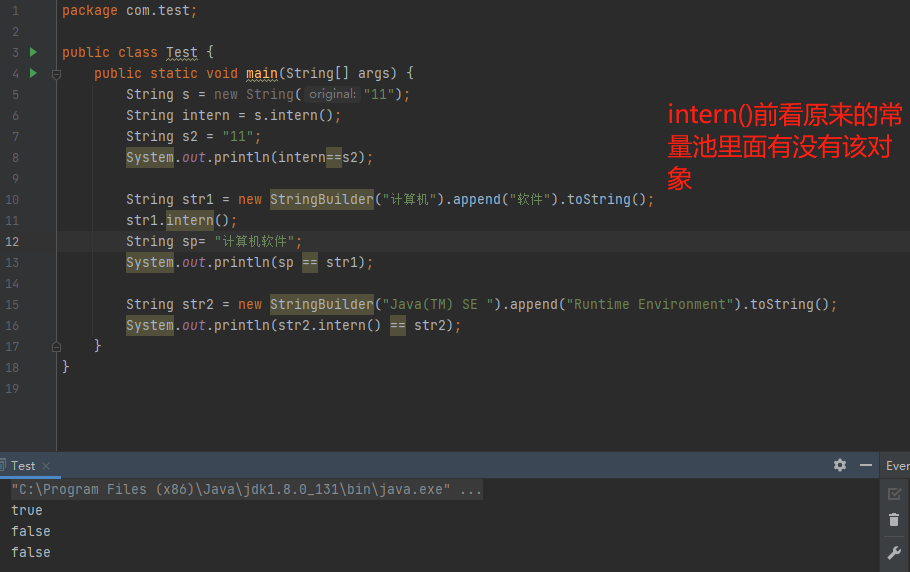 1 package com.test;
2
3 public class Test {
4 public static void main(String[] args) {
5 String s = new String( original: "11");
6 String intern = s.intern();
7 String s2 = "11";
8 System.out.println(intern==s2);
9
10 String str1 = new StringBuilder("计算机").append("软件").toString();
11 str1.intern();
12 String sp= "计算机软件";
13 System.out.println(sp == str1);
14
15 String str2 = new StringBuilder("Java(TM) SE ").append("Runtime Environment").toString();
16 System.out.println(str2.intern() == str2);
17 }
18 }
19
intern()前看原来的常
量池里面有没有该对
象
Test ×
Even
"C:\Program Files (x86)\Java\jdk1.8.0_131\bin\java.exe" ...
true
false
false